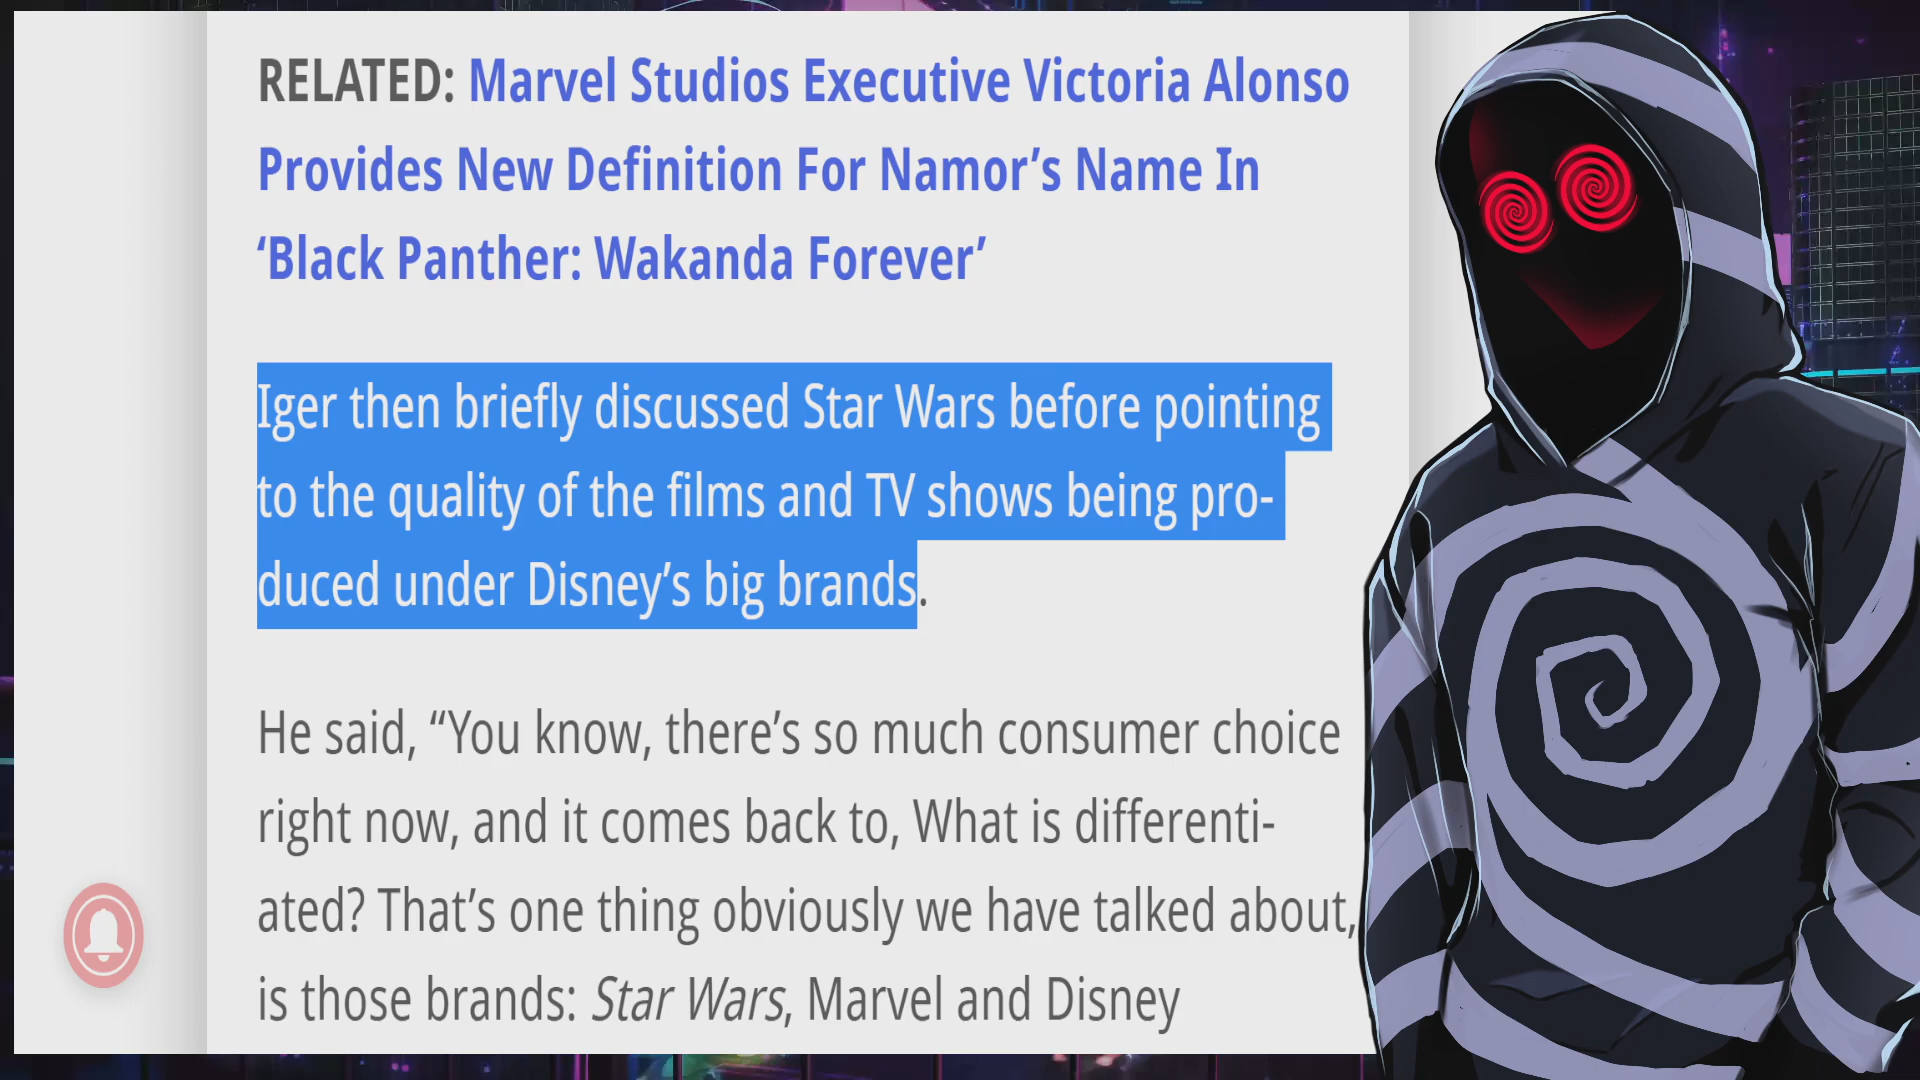 RELATED: Marvel Studios Executive Victoria Alonso
Provides New Definition For Namor’s Name In
‘Black Panther: Wakanda Forever’
Iger then briefly discussed Star Wars before pointing
to the quality of the films and TV shows being pro-
duced under Disney’s big brands.
He said, “You know, there’s so much consumer choice
right now, and it comes back to, What is differenti-
ated? That’s one thing obviously we have talked about,
is those brands: Star Wars, Marvel and Disney